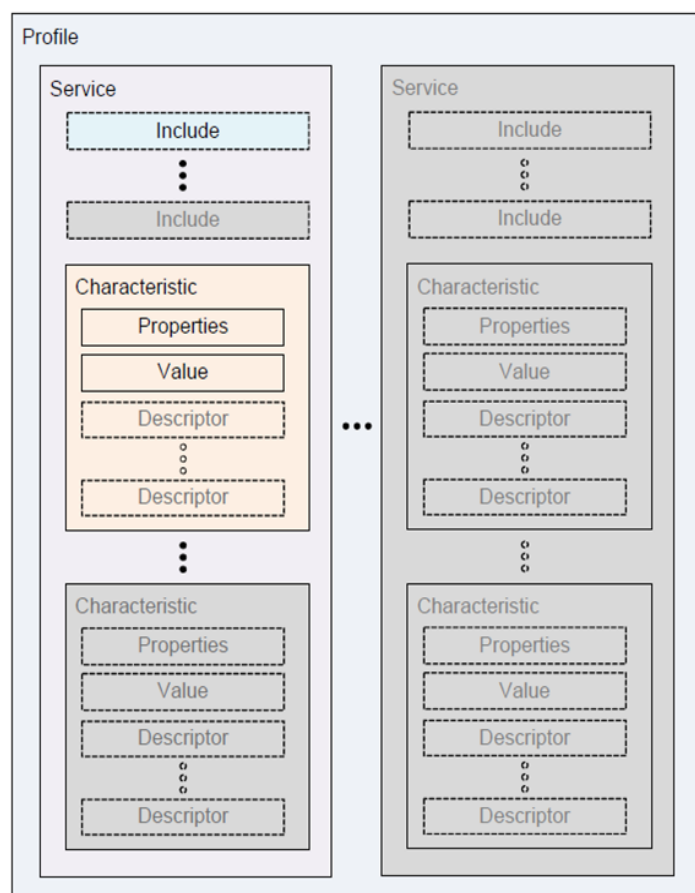 Profile
Service
Include
Include
Characteristic
Properties
Value
Descriptor
Descriptor
Characteristic
Properties
Value
Descriptor
Descriptor
Service
Include
Include
Characteristic
Properties
Value
Descriptor
Descriptor
Characteristic
Properties
Value
Descriptor
Descriptor